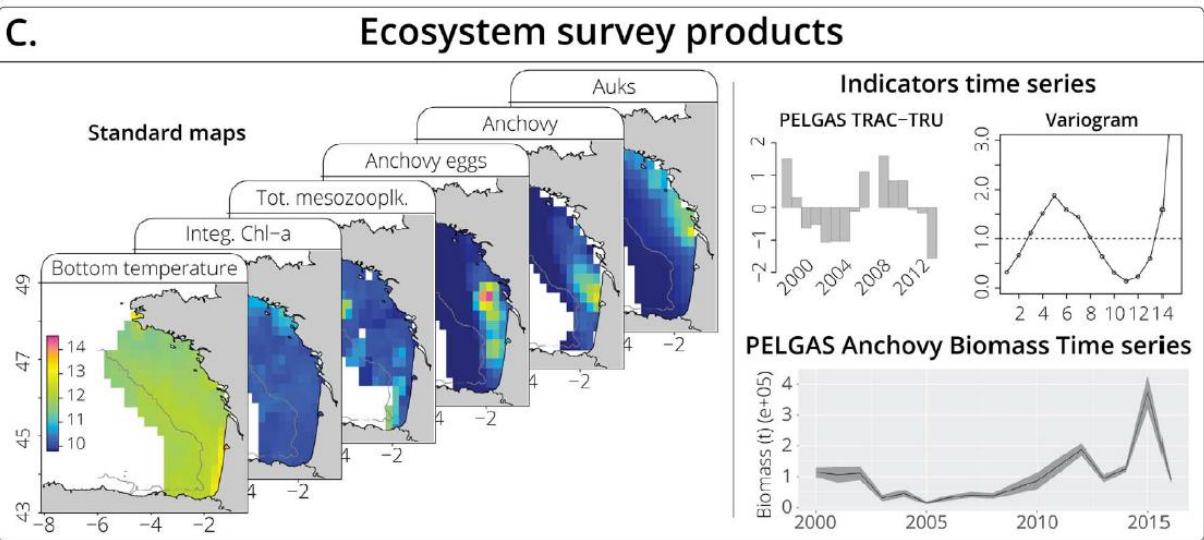 C.
Ecosystem survey products
Standard maps
Auks
Anchovy
Anchovy eggs
Tot. mesozooplk.
Integ. Chl−a
Bottom temperature
49
47
45
43
14
13
12
11
10
−8 −6 −4 −2
4 −2
4 −2
4 −2
4 −2
4 −2
Indicators time series
PELGAS TRAC−TRU
2
1
0
−1
−2
2000 2004 2008 2012
Variogram
3.0
2.0
1.0
0.0
2 4 6 8 10 12 14
PELGAS Anchovy Biomass Time series
Biomass (t) (e+05)
4
3
2
1
0
2000 2005 2010 2015